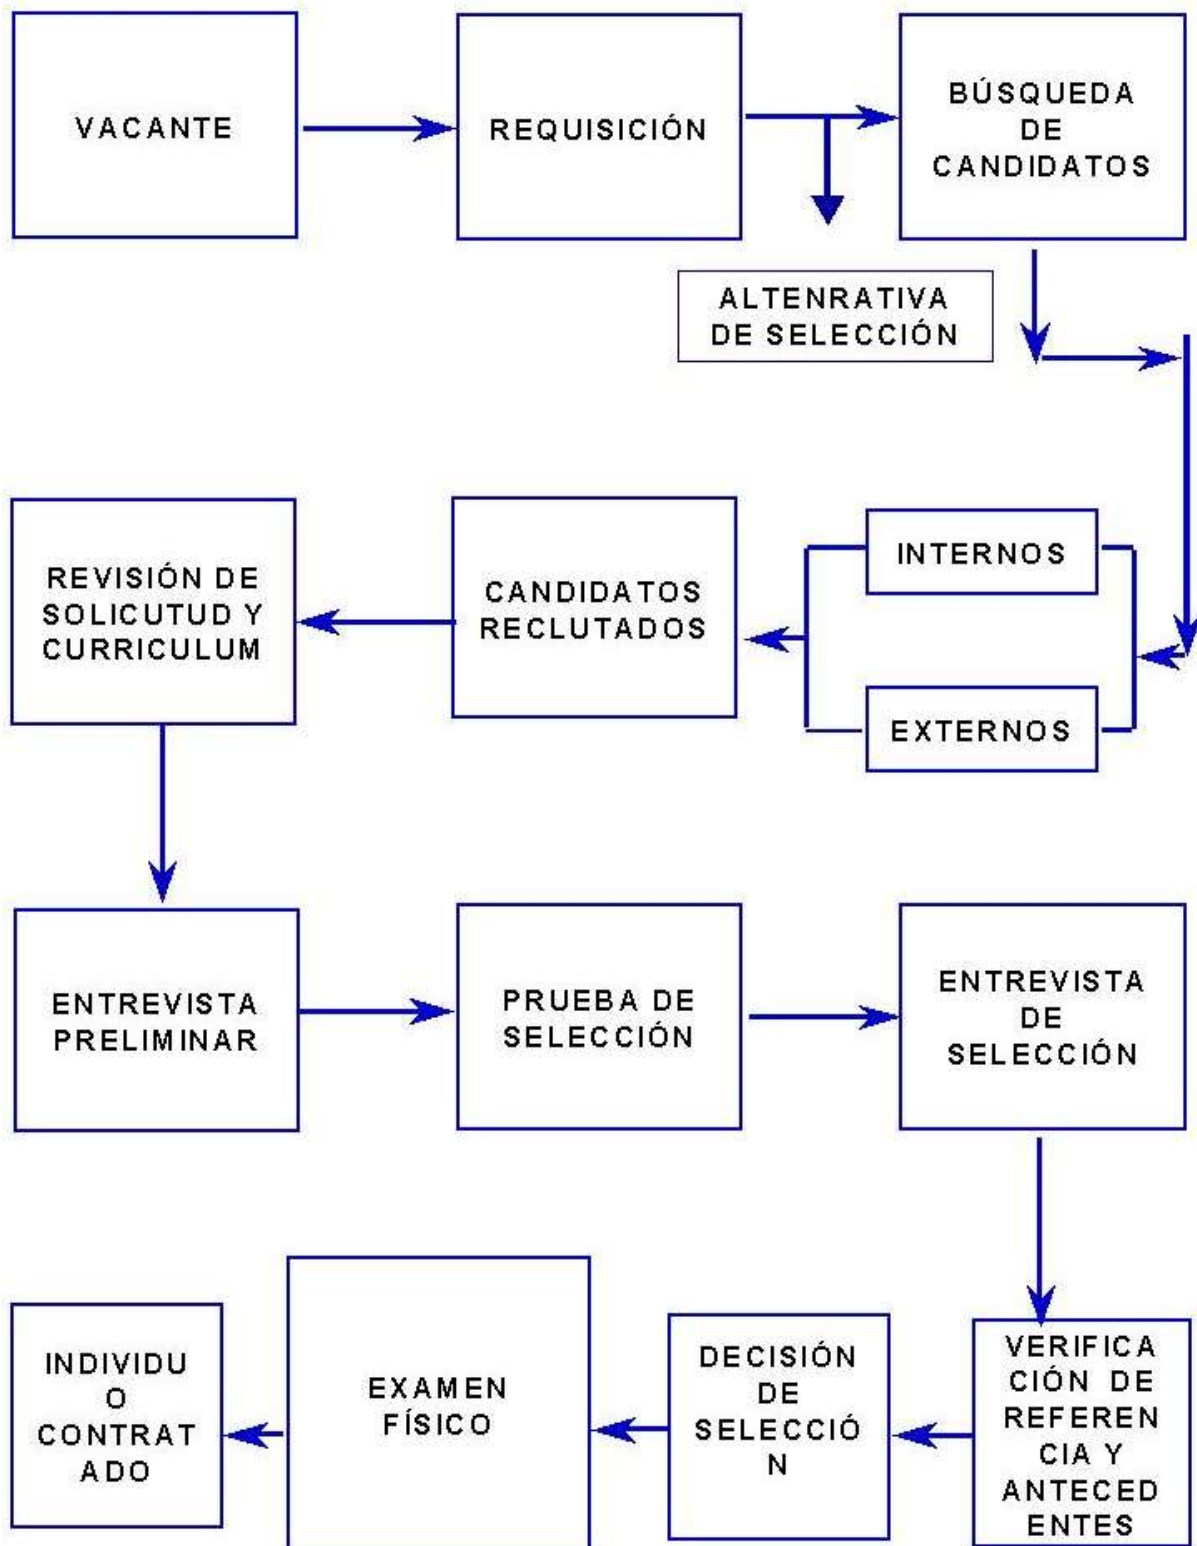 VACANTE
REQUISICIÓN
BÚSQUEDA
DE
CANDIDATOS
ALTENRATIVA
DE SELECCIÓN
INTERNOS
EXTERNOS
CANDIDATOS
RECLUTADOS
REVISIÓN DE
SOLICUTUD Y
CURRICULUM
ENTREVISTA
PRELIMINAR
PRUEBA DE
SELECCIÓN
ENTREVISTA
DE
SELECCIÓN
VERIFICA
CIÓN DE
REFEREN
CIA Y
ANTECED
ENTES
DECISIÓN
DE
SELECCIÓ
N
EXAMEN
FÍSICO
INDIVIDU
O
CONTRAT
ADO